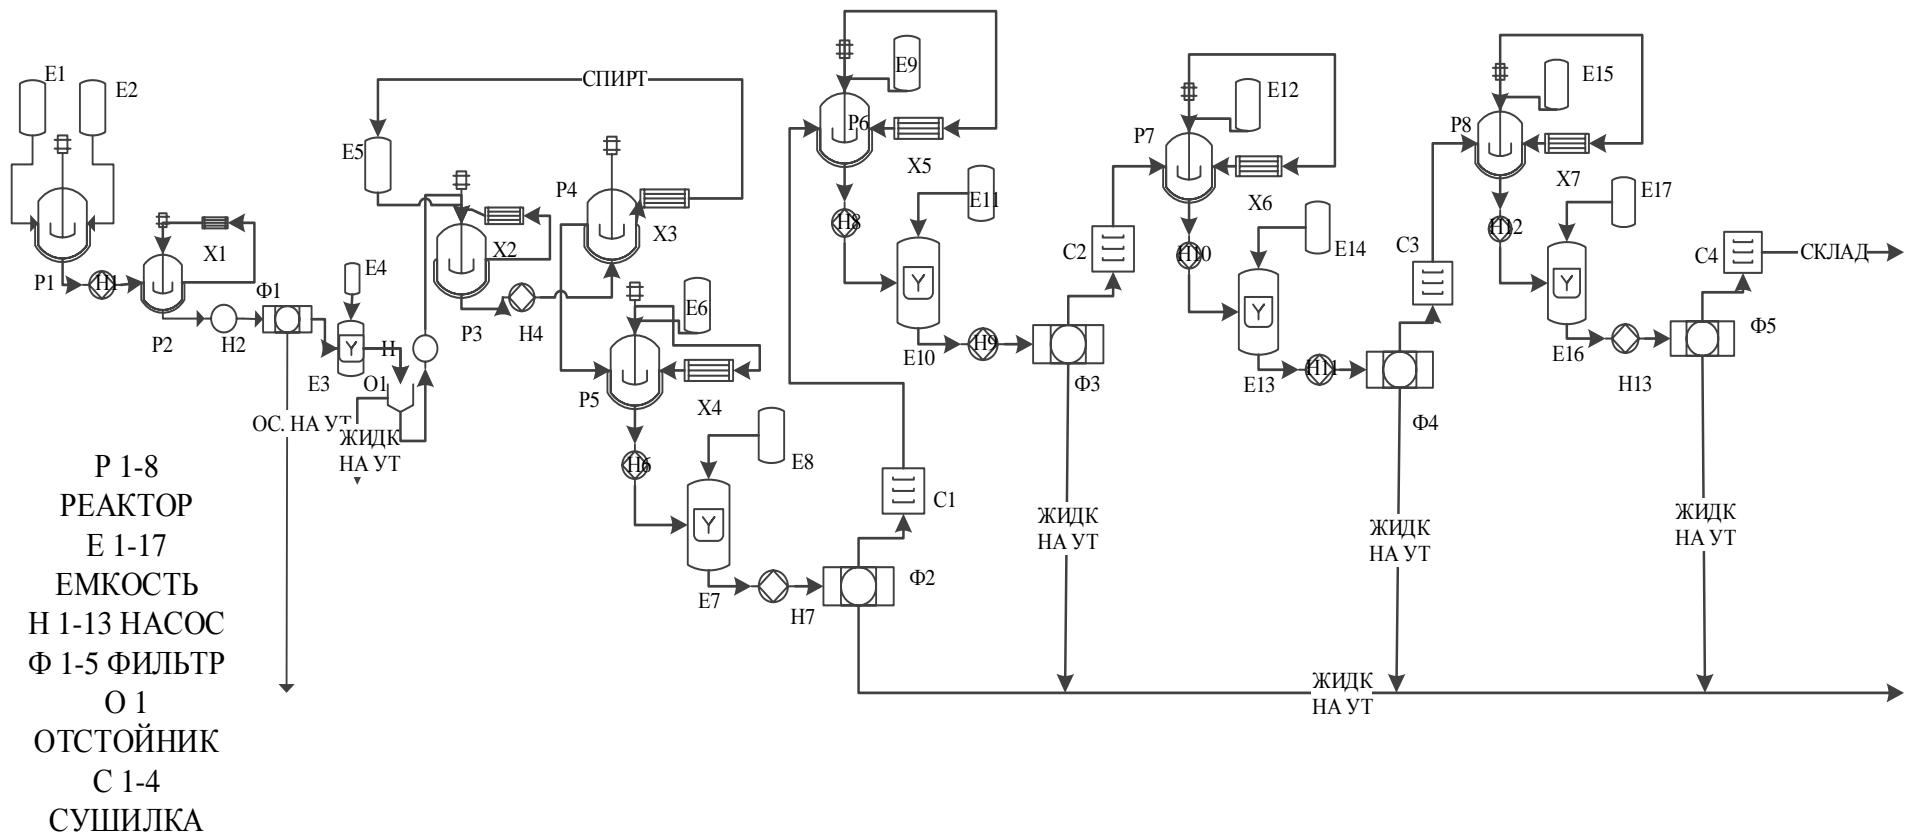 Е1
Е2
Р1
Н1
Х1
Р2
Н2
Ф1
Е4
Е3
Н
О1
ОС. НА УТ
ЖИДК
НА УТ
СПИРТ
Е5
Х2
Р3
Н4
Р4
Х3
Е6
Р5
Х4
Н6
Е8
Е7
Н7
Ф2
С1
Е9
Р6
Х5
Н8
Е11
Е10
Н9
Ф3
С2
ЖИДК
НА УТ
Е12
Р7
Х6
Н10
Е14
Е13
Н11
Ф4
С3
ЖИДК
НА УТ
Е15
Р8
Х7
Н12
Е17
Е16
Н13
Ф5
С4
СКЛАД
ЖИДК
НА УТ
ЖИДК
НА УТ
Р 1-8
РЕАКТОР
Е 1-17
ЕМКОСТЬ
Н 1-13 НАСОС
Ф 1-5 ФИЛЬТР
О 1
ОТСТОЙНИК
С 1-4
СУШИЛКА